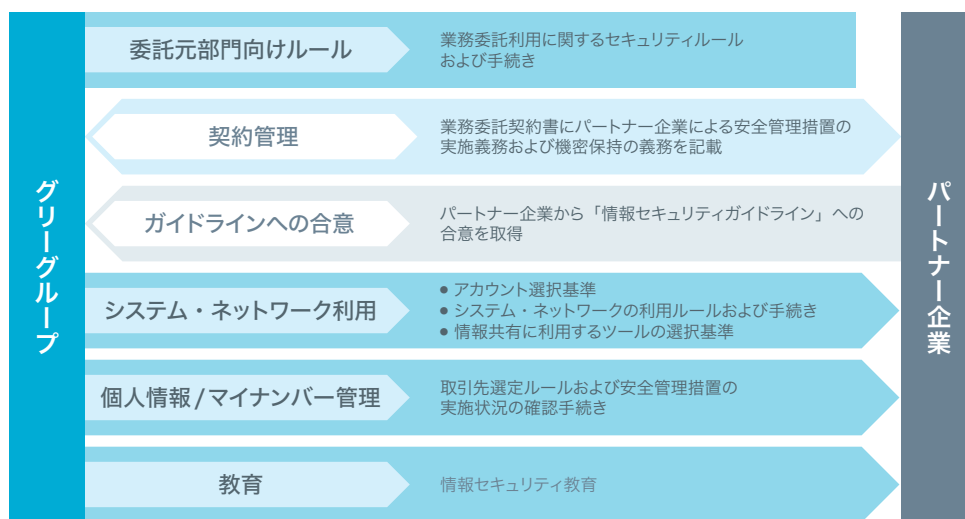 グリーグループ
委託元部門向けルール
業務委託利用に関するセキュリティルール
および手続き
契約管理
業務委託契約書にパートナー企業による安全管理措置の
実施義務および機密保持の義務を記載
ガイドラインへの合意
パートナー企業から「情報セキュリティガイドライン」への
合意を取得
システム・ネットワーク利用
● アカウント選択基準
● システム・ネットワークの利用ルールおよび手続き
● 情報共有に利用するツールの選択基準
個人情報/マイナンバー管理
取引先選定ルールおよび安全管理措置の
実施状況の確認手続き
教育
情報セキュリティ教育
パートナー企業